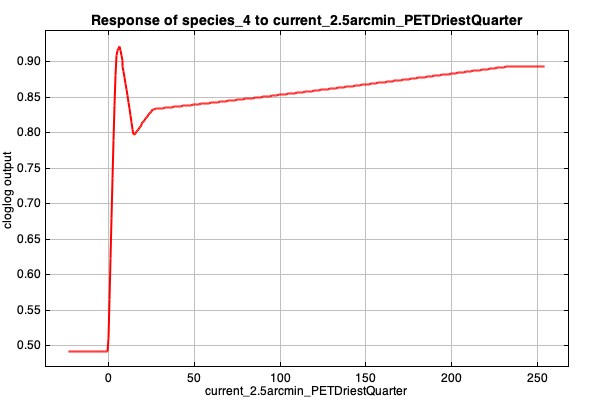 Response of species_4 to current_2.5arcmin_PETDriestQuarter
0.90
0.85
0.80
0.75
0.70
0.65
0.60
0.55
0.50
cloglog output
0 50 100 150 200 250
current_2.5arcmin_PETDriestQuarter